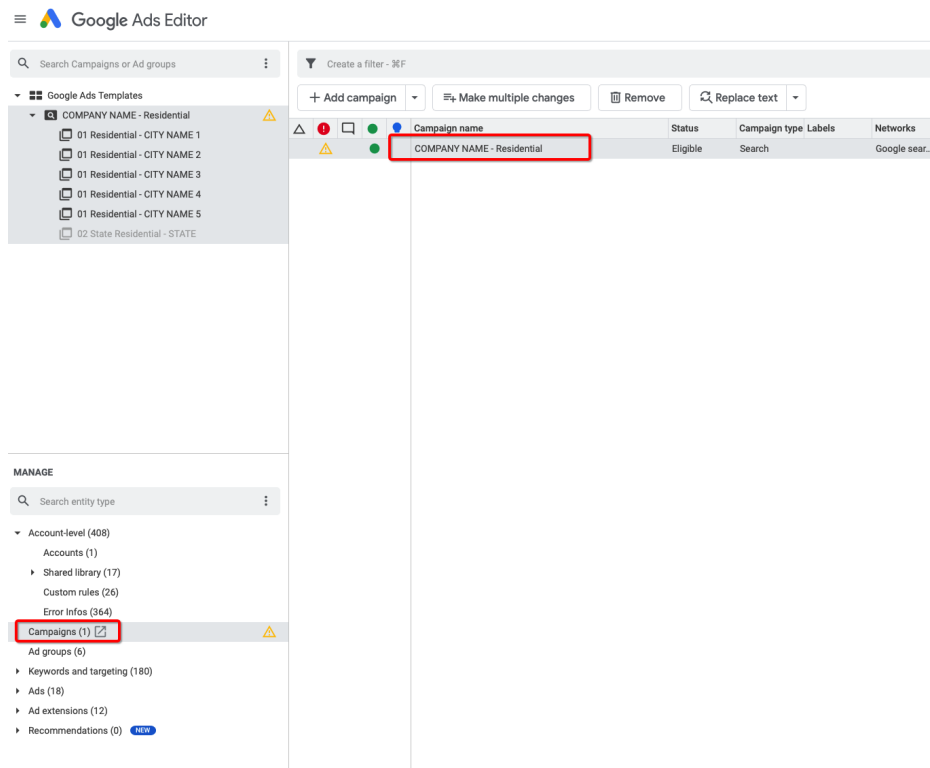 Google Ads Editor
Search Campaigns or Ad groups
Google Ads Templates
COMPANY NAME - Residential
01 Residential - CITY NAME 1
01 Residential - CITY NAME 2
01 Residential - CITY NAME 3
01 Residential - CITY NAME 4
01 Residential - CITY NAME 5
02 State Residential - STATE
Create a filter - ⌘F
Add campaign Make multiple changes Remove Replace text
Campaign name Status Campaign type Labels Networks
COMPANY NAME - Residential Eligible Search Google sear...
MANAGE
Search entity type
Account-level (408)
Accounts (1)
Shared library (17)
Custom rules (26)
Error Infos (364)
Campaigns (1)
Ad groups (6)
Keywords and targeting (180)
Ads (18)
Ad extensions (12)
Recommendations (0) NEW